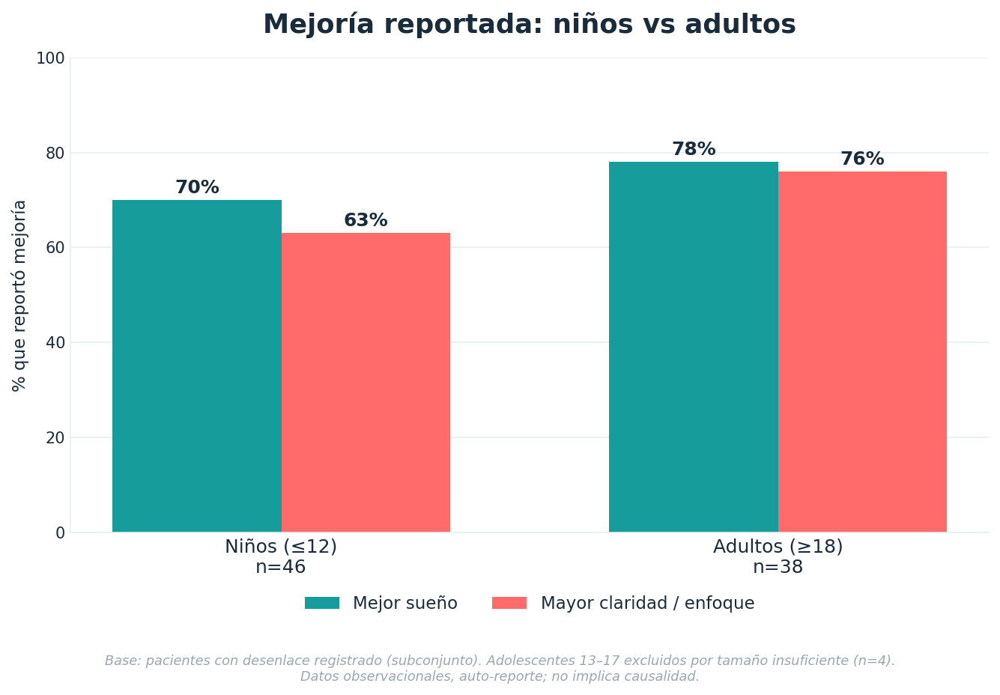 Mejoría reportada: niños vs adultos
% que reportó mejoría
100
80
60
40
20
0
70%
63%
78%
76%
Niños (≤12)
n=46
Adultos (≥18)
n=38
Mejor sueño
Mayor claridad / enfoque
Base: pacientes con desenlace registrado (subconjunto). Adolescentes 13–17 excluidos por tamaño insuficiente (n=4).
Datos observacionales, auto-reporte; no implica causalidad.